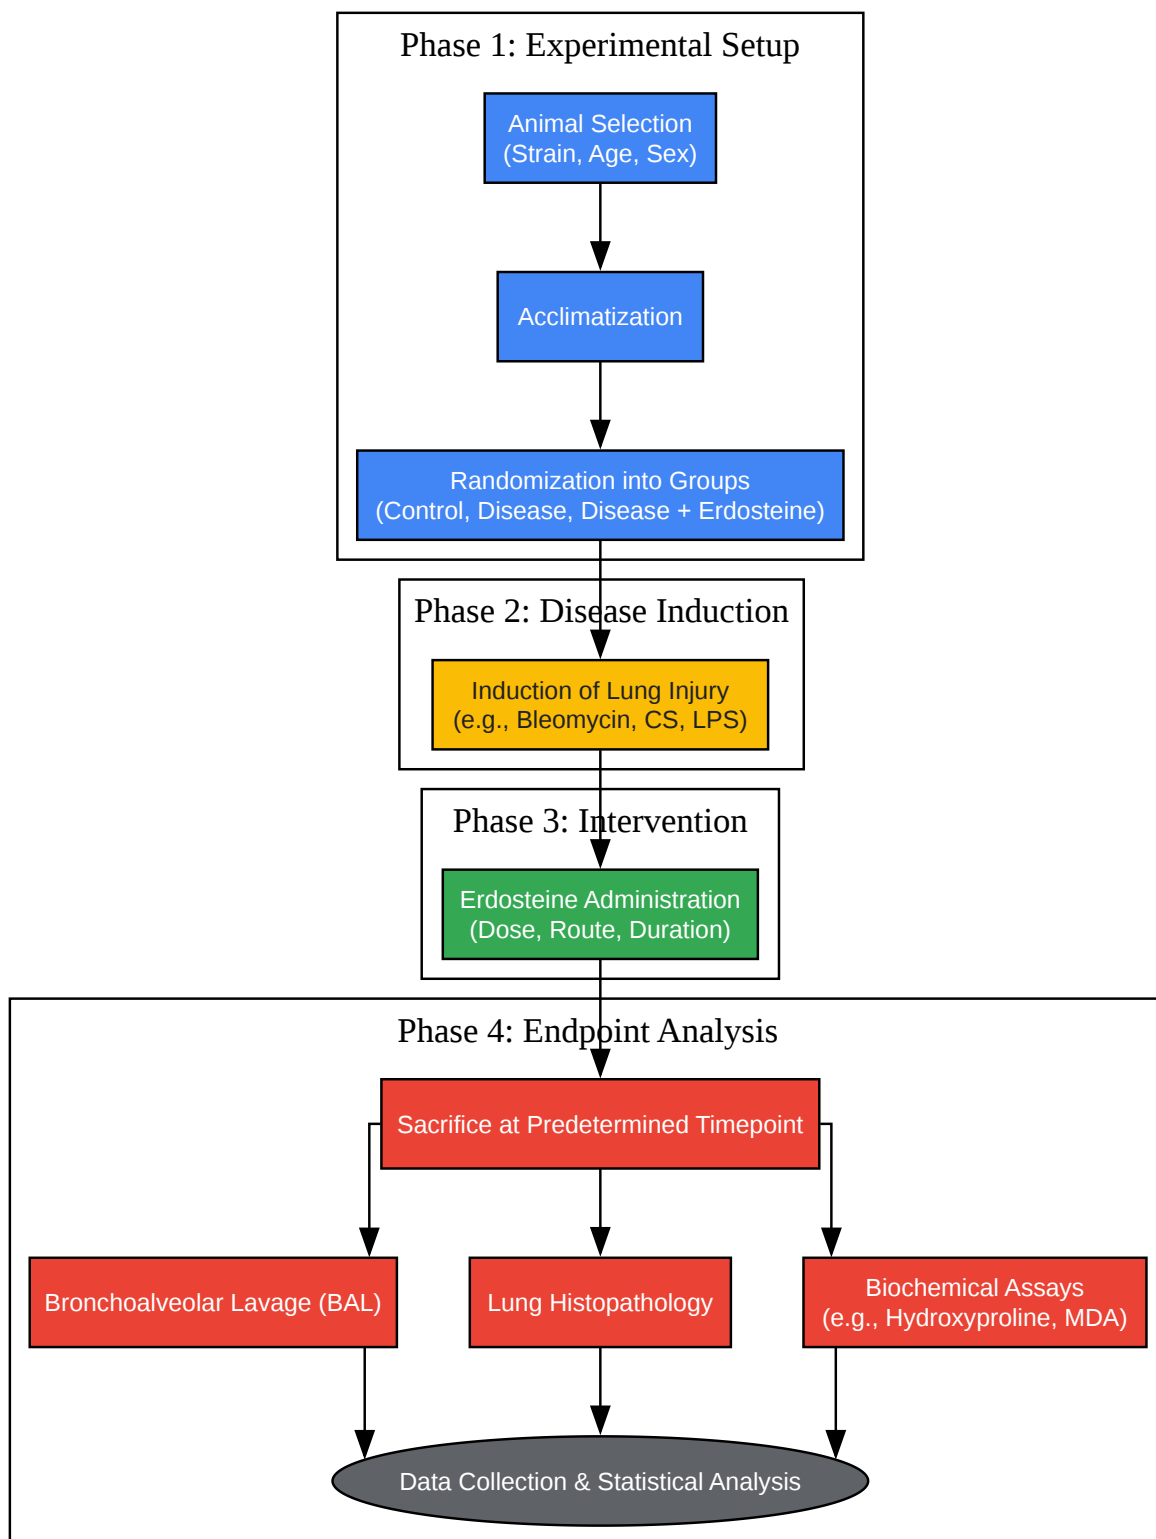 Phase 1: Experimental Setup
Animal Selection
(Strain, Age, Sex)
Acclimatization
Randomization into Groups
(Control, Disease, Disease + Erdosteine)
Phase 2: Disease Induction
Induction of Lung Injury
(e.g., Bleomycin, CS, LPS)
Phase 3: Intervention
Erdosteine Administration
(Dose, Route, Duration)
Phase 4: Endpoint Analysis
Sacrifice at Predetermined Timepoint
Bronchoalveolar Lavage (BAL)
Lung Histopathology
Biochemical Assays
(e.g., Hydroxyproline, MDA)
Data Collection & Statistical Analysis